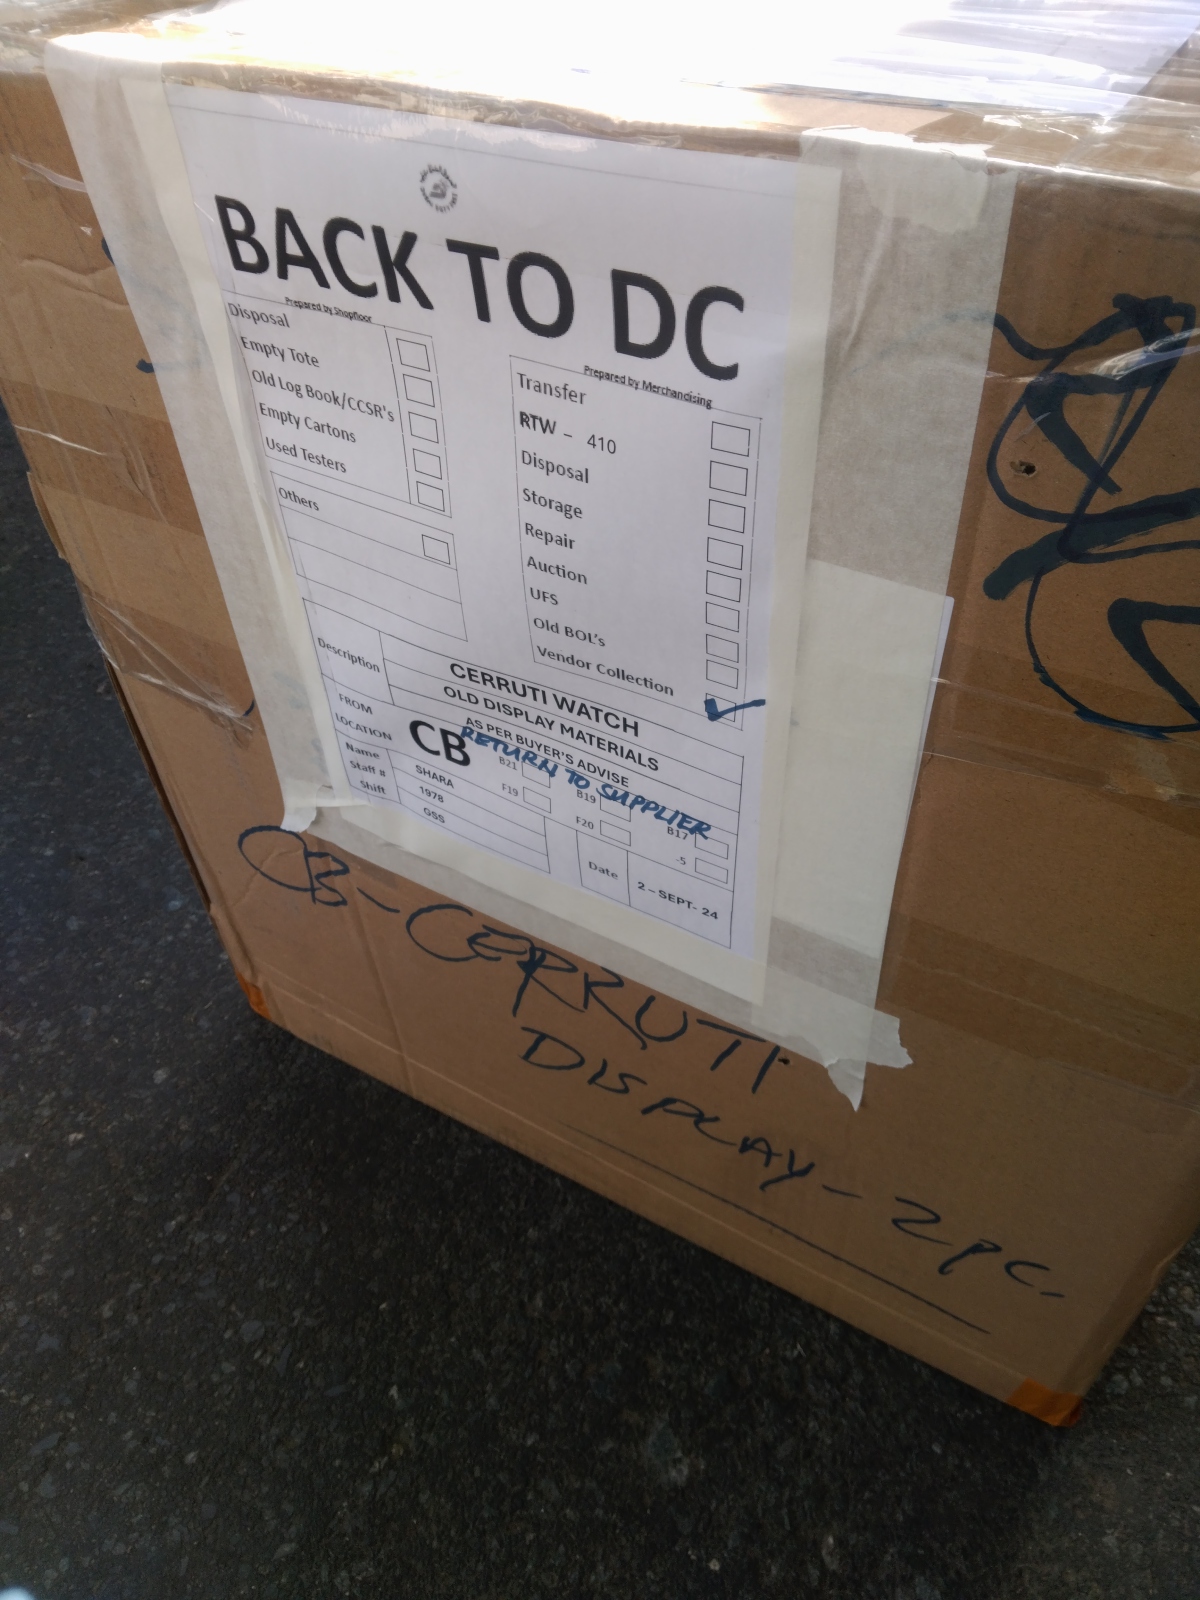 BACK TO DC
Prepared by Shopfloor
Disposal
Empty Tote
Old Log Book/CCSR's
Empty Cartons
Used Testers
Others
Prepared by Merchandising
Transfer
RTW - 410
Disposal
Storage
Repair
Auction
UFS
Old BOL's
Vendor Collection
Description
CERRUTI WATCH
OLD DISPLAY MATERIALS
AS PER BUYER'S ADVISE
RETURN TO SUPPLIER
FROM
LOCATION
CB
B21
B19
B17
F19
F20
-5
Name SHARA
Staff # 1978
Shift GSS
Date 2 - SEPT- 24
CB - CERRUTI
DISPLAY - 2 pc.